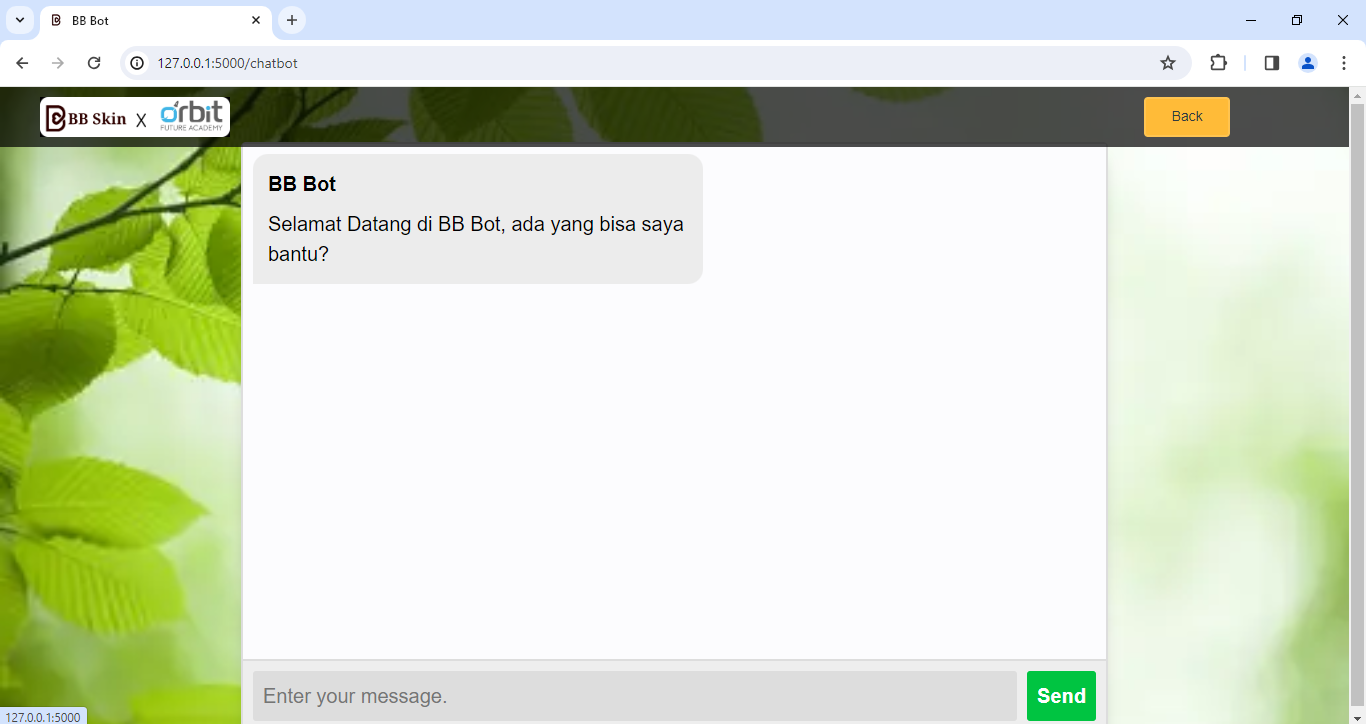 BB Bot
127.0.0.1:5000/chatbot
BB Skin X orbit
FUTURE ACADEMY
Back
BB Bot
Selamat Datang di BB Bot, ada yang bisa saya
bantu?
Enter your message.
Send
127.0.0.1:5000